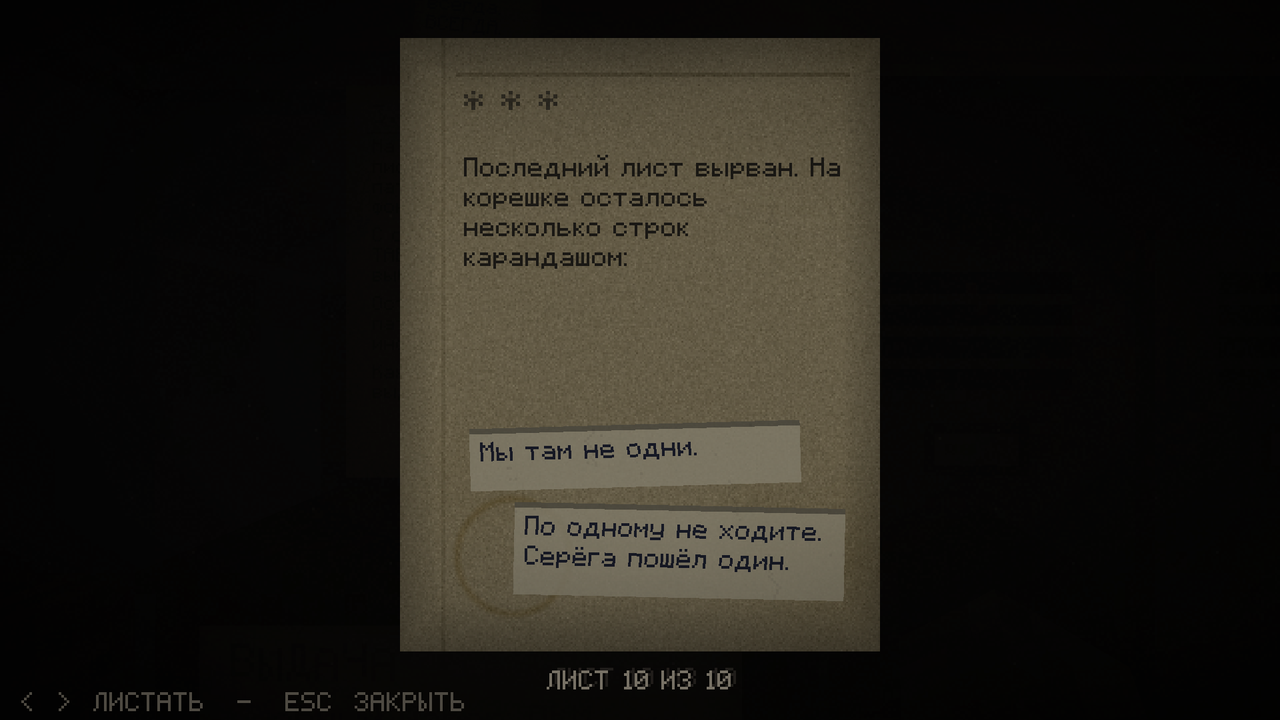 * * *
Последний лист вырван. На
корешке осталось
несколько строк
карандашом:
Мы там не одни.
По одному не ходите.
Серёга пошёл один.
ЛИСТ 10 ИЗ 10
< > ЛИСТАТЬ - ESC ЗАКРЫТЬ